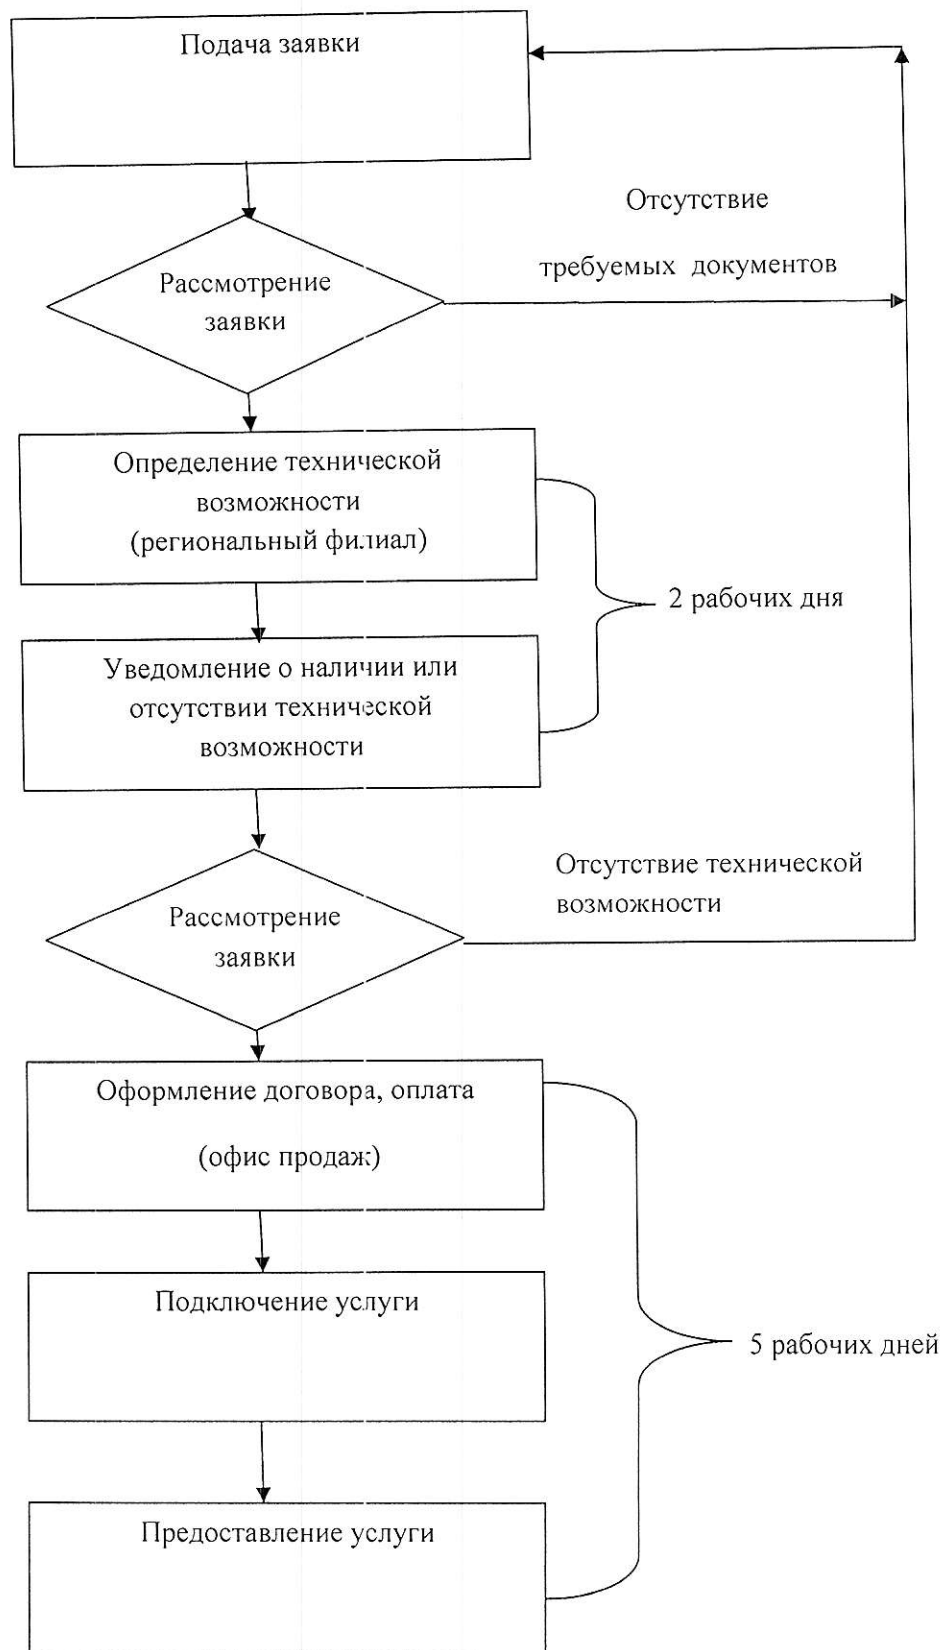 Подача заявки
Отсутствие
требуемых документов
Рассмотрение
заявки
Определение технической
возможности
(региональный филиал)
2 рабочих дня
Уведомление о наличии или
отсутствии технической
возможности
Отсутствие технической
возможности
Рассмотрение
заявки
Оформление договора, оплата
(офис продаж)
Подключение услуги
5 рабочих дней
Предоставление услуги